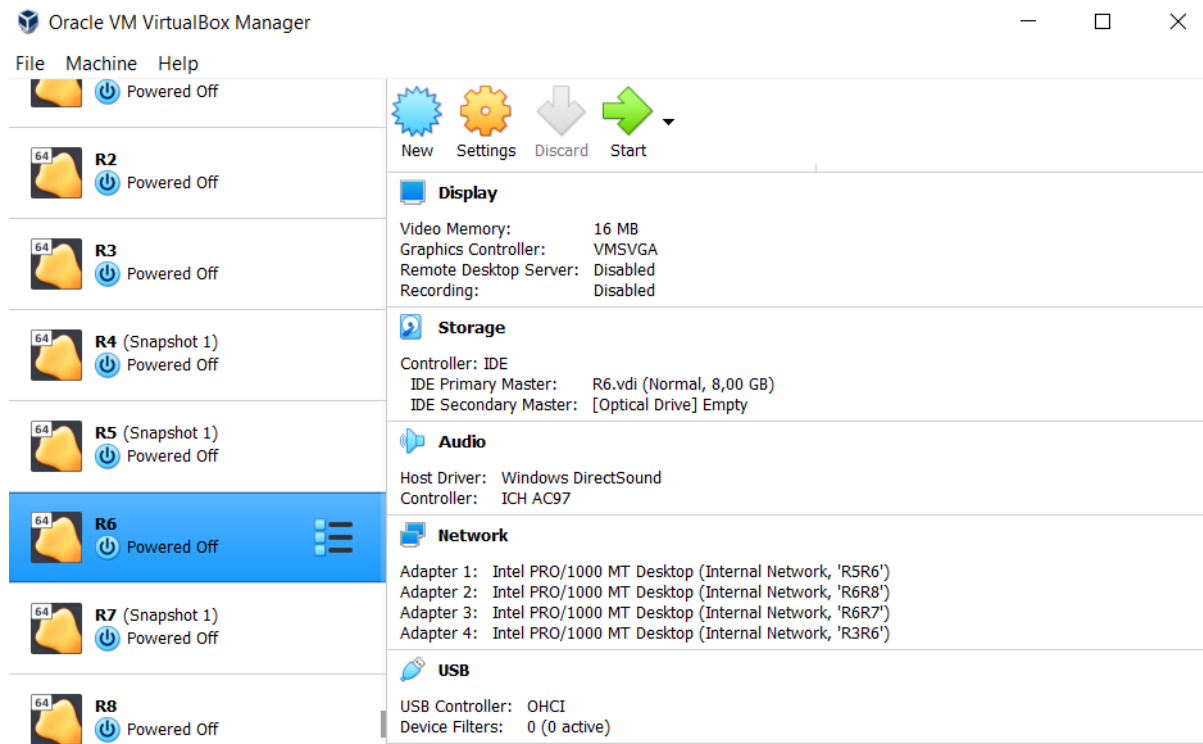 Oracle VM VirtualBox Manager
File Machine Help
Powered Off
64
R2
Powered Off
64
R3
Powered Off
64
R4 (Snapshot 1)
Powered Off
64
R5 (Snapshot 1)
Powered Off
64
R6
Powered Off
64
R7 (Snapshot 1)
Powered Off
64
R8
Powered Off
New Settings Discard Start
Display
Video Memory: 16 MB
Graphics Controller: VMSVGA
Remote Desktop Server: Disabled
Recording: Disabled
Storage
Controller: IDE
IDE Primary Master: R6.vdi (Normal, 8,00 GB)
IDE Secondary Master: [Optical Drive] Empty
Audio
Host Driver: Windows DirectSound
Controller: ICH AC97
Network
Adapter 1: Intel PRO/1000 MT Desktop (Internal Network, 'R5R6')
Adapter 2: Intel PRO/1000 MT Desktop (Internal Network, 'R6R8')
Adapter 3: Intel PRO/1000 MT Desktop (Internal Network, 'R6R7')
Adapter 4: Intel PRO/1000 MT Desktop (Internal Network, 'R3R6')
USB
USB Controller: OHCI
Device Filters: 0 (0 active)